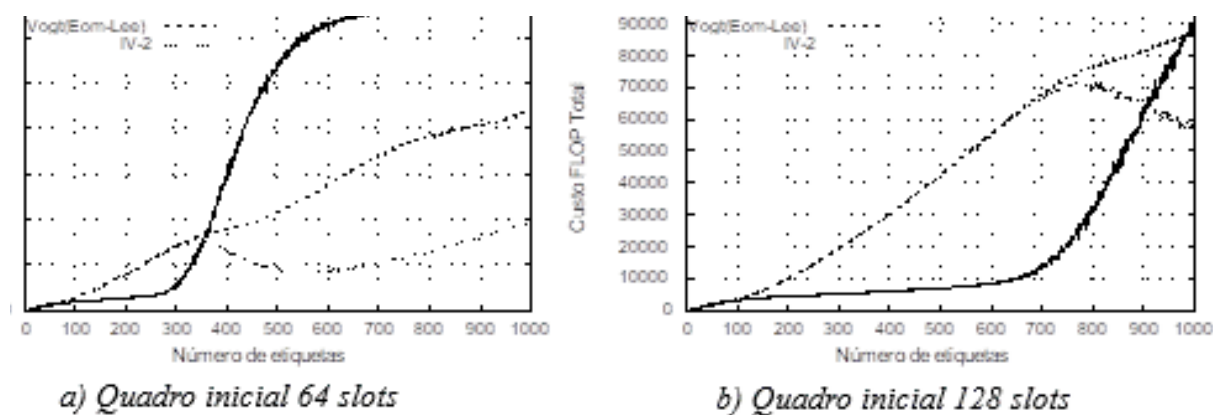 Vogt(Eom-Lee)
IV-2
0 100 200 300 400 500 600 700 800 900 1000
Número de etiquetas
a) Quadro inicial 64 slots
Vogt(Eom-Lee)
IV-2
90000
80000
70000
60000
50000
40000
30000
20000
10000
0
Custo FLOP Total
0 100 200 300 400 500 600 700 800 900 1000
Número de etiquetas
b) Quadro inicial 128 slots